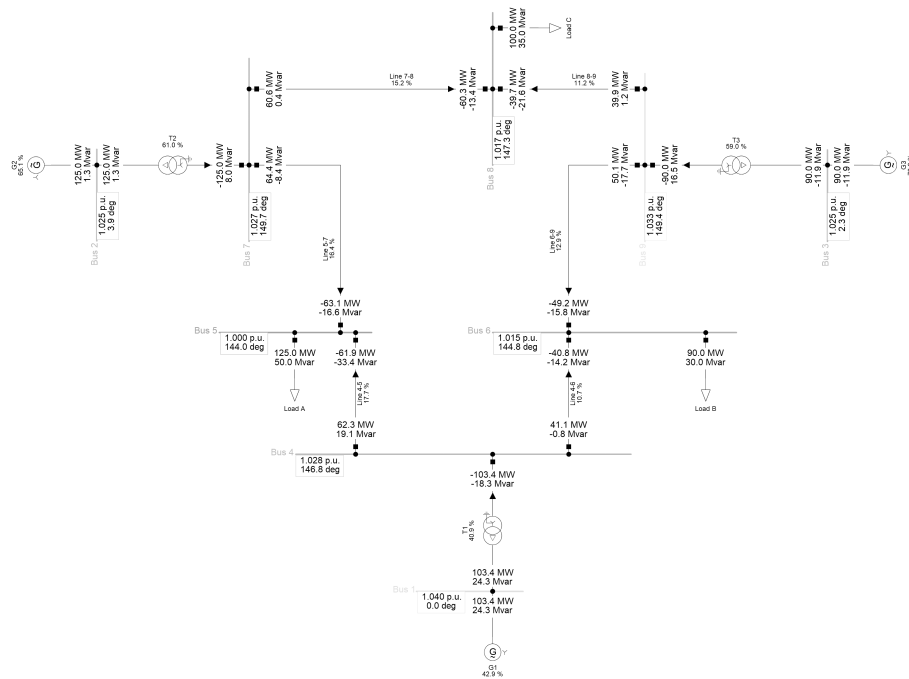 100.0 MW
35.0 Mvar
Load C
60.6 MW
0.4 Mvar
Line 7-8
15.2 %
-60.3 MW
-13.4 Mvar
-39.7 MW
-21.6 Mvar
Line 8-9
11.2 %
39.9 MW
1.2 Mvar
1.017 p.u.
147.3 deg
Bus 8
G2
~
G
125.0 MW
1.3 Mvar
125.0 MW
1.3 Mvar
1.025 p.u.
3.9 deg
Bus 2
T2
61.0 %
-125.0 MW
8.0 Mvar
64.4 MW
-8.4 Mvar
1.027 p.u.
149.7 deg
Bus 7
50.1 MW
-17.7 Mvar
-90.0 MW
16.5 Mvar
1.033 p.u.
149.4 deg
Bus 9
T3
59.0 %
90.0 MW
-11.9 Mvar
90.0 MW
-11.9 Mvar
1.025 p.u.
2.3 deg
Bus 3
G
~
G3
Line 5-7
16.4 %
Line 6-9
12.9 %
-63.1 MW
-16.6 Mvar
-49.2 MW
-15.8 Mvar
Bus 5
1.000 p.u.
144.0 deg
Bus 6
1.015 p.u.
144.8 deg
125.0 MW
50.0 Mvar
-61.9 MW
-33.4 Mvar
-40.8 MW
-14.2 Mvar
90.0 MW
30.0 Mvar
Load A
Line 4-5
17.7 %
Line 4-6
10.7 %
Load B
62.3 MW
19.1 Mvar
41.1 MW
-0.8 Mvar
Bus 4
1.028 p.u.
146.8 deg
-103.4 MW
-18.3 Mvar
T1
40.9 %
103.4 MW
24.3 Mvar
Bus 1
1.040 p.u.
0.0 deg
103.4 MW
24.3 Mvar
G
~
G1
42.9 %